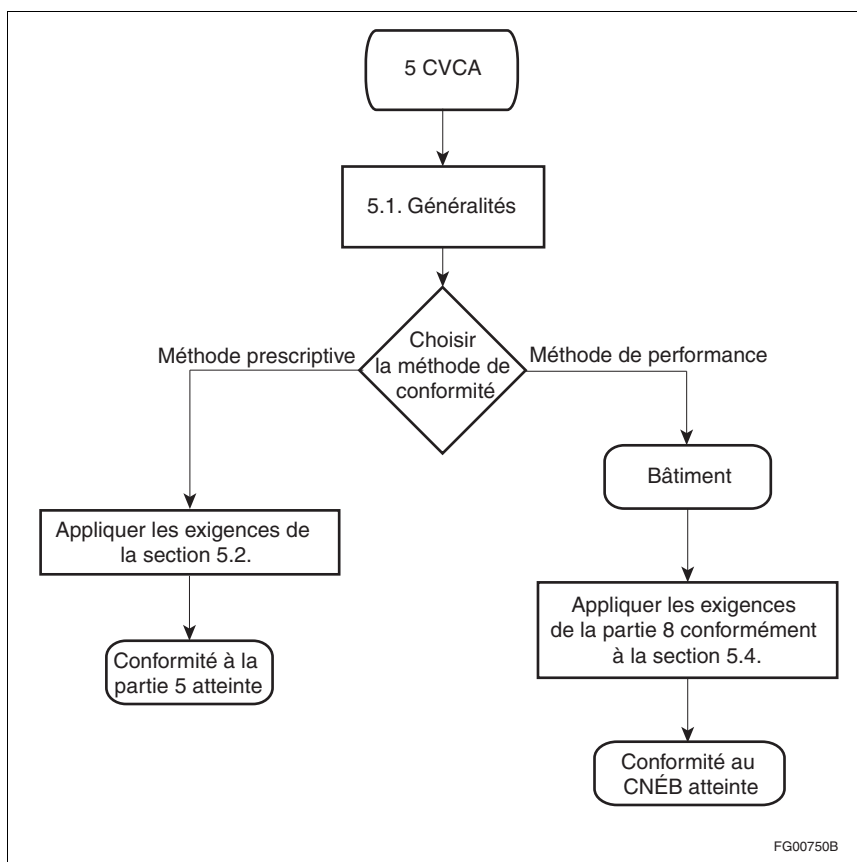 5 CVCA
5.1. Généralités
Choisir
la méthode de
conformité
Méthode prescriptive
Méthode de performance
Appliquer les exigences de
la section 5.2.
Conformité à la
partie 5 atteinte
Bâtiment
Appliquer les exigences
de la partie 8 conformément
à la section 5.4.
Conformité au
CNÉB atteinte
FG00750B